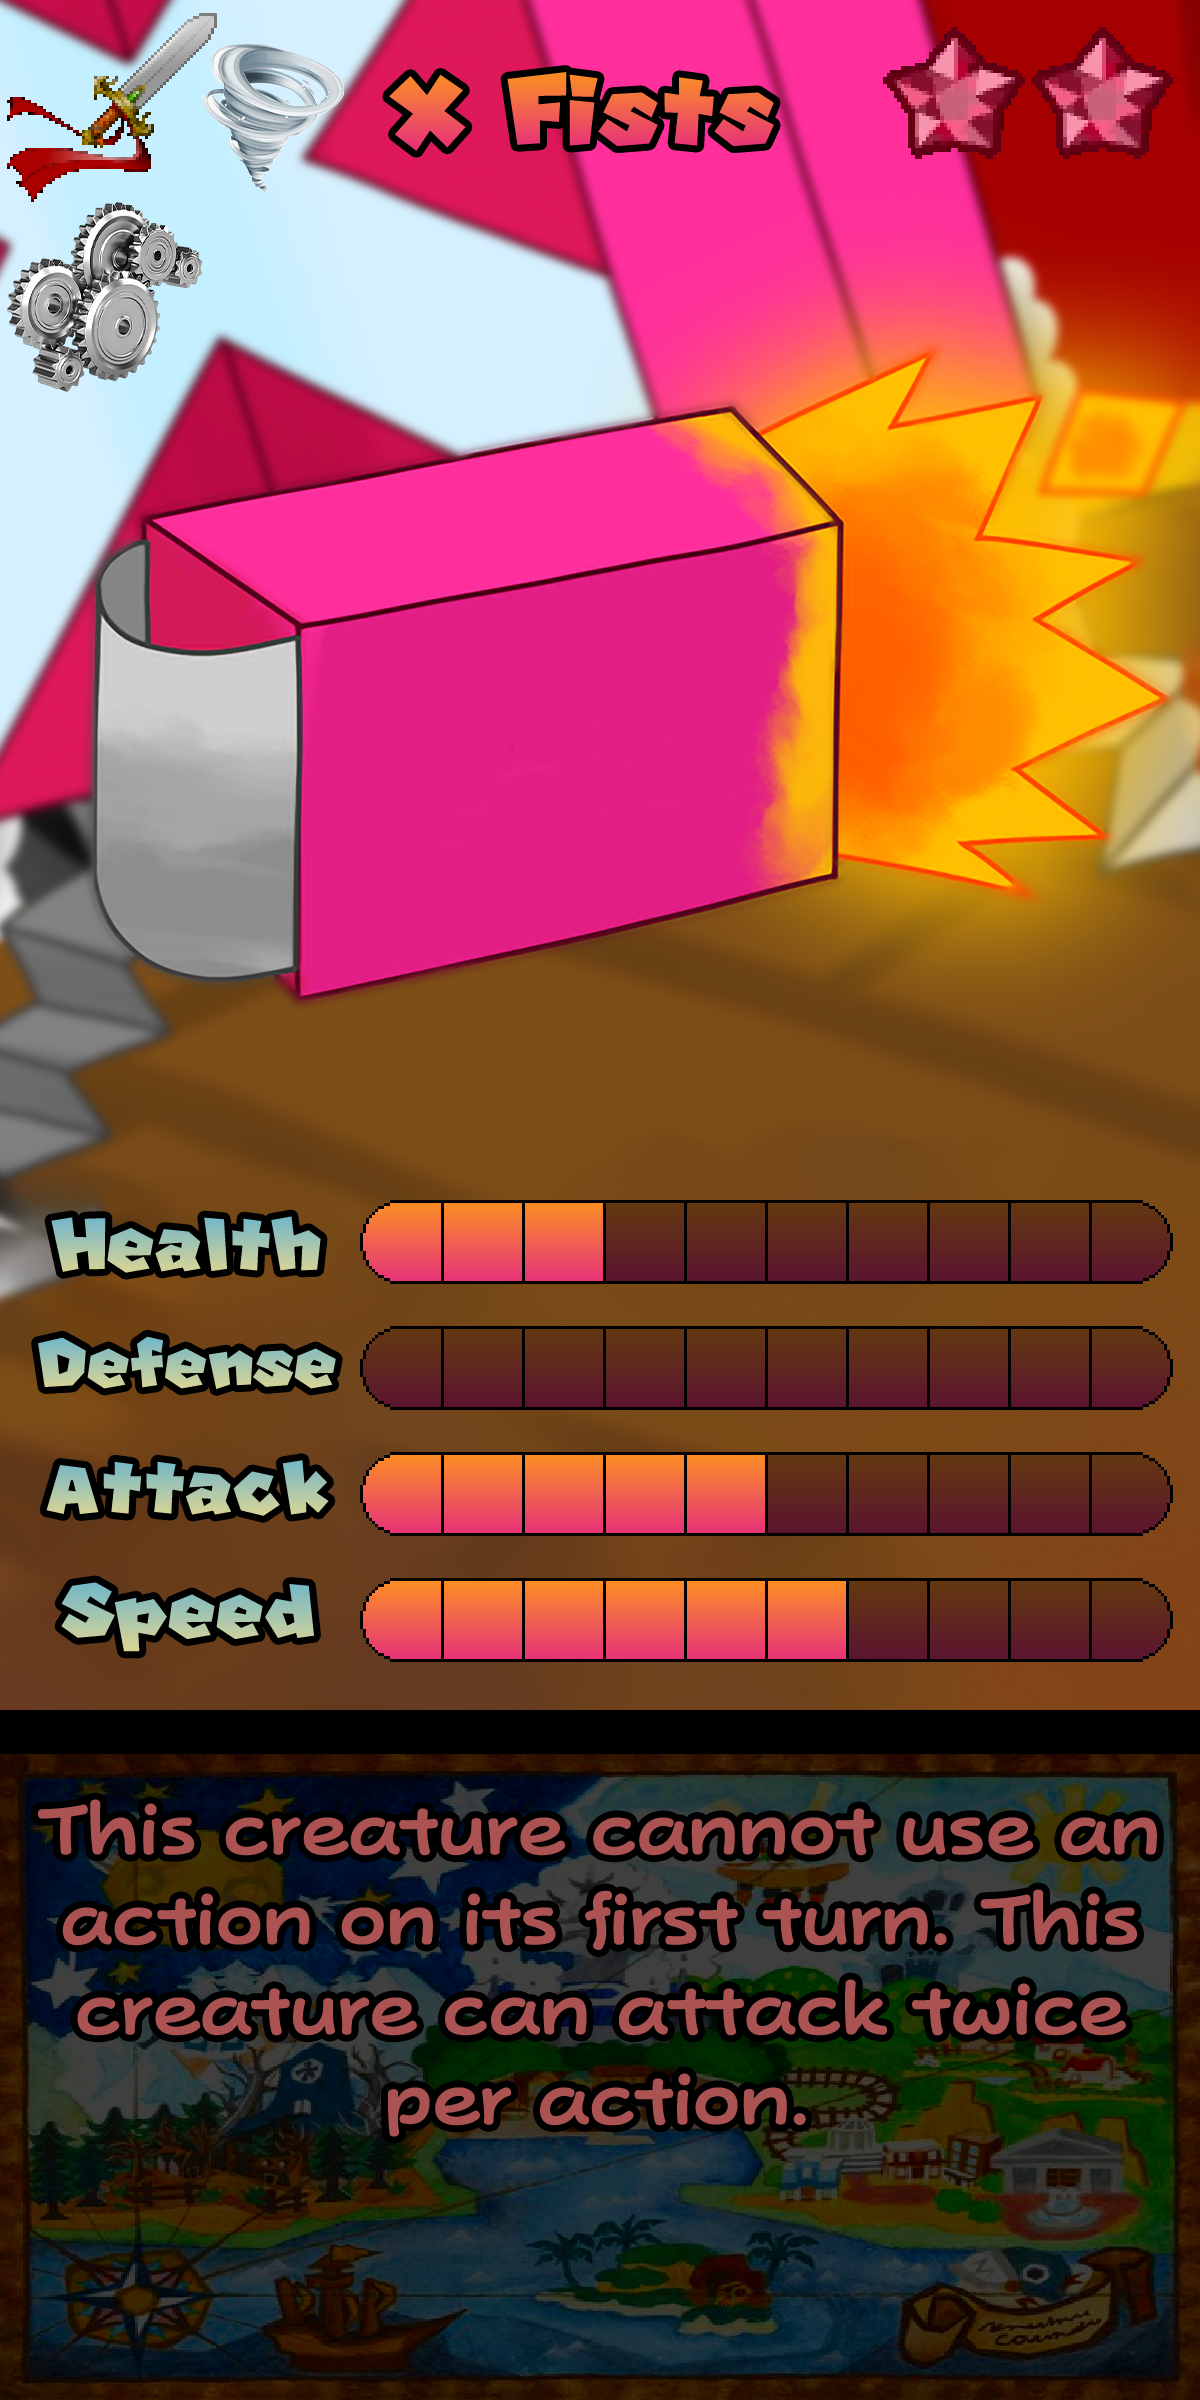 X Fists
Health
Defense
Attack
Speed
This creature cannot use an
action on its first turn. This
creature can attack twice
per action.